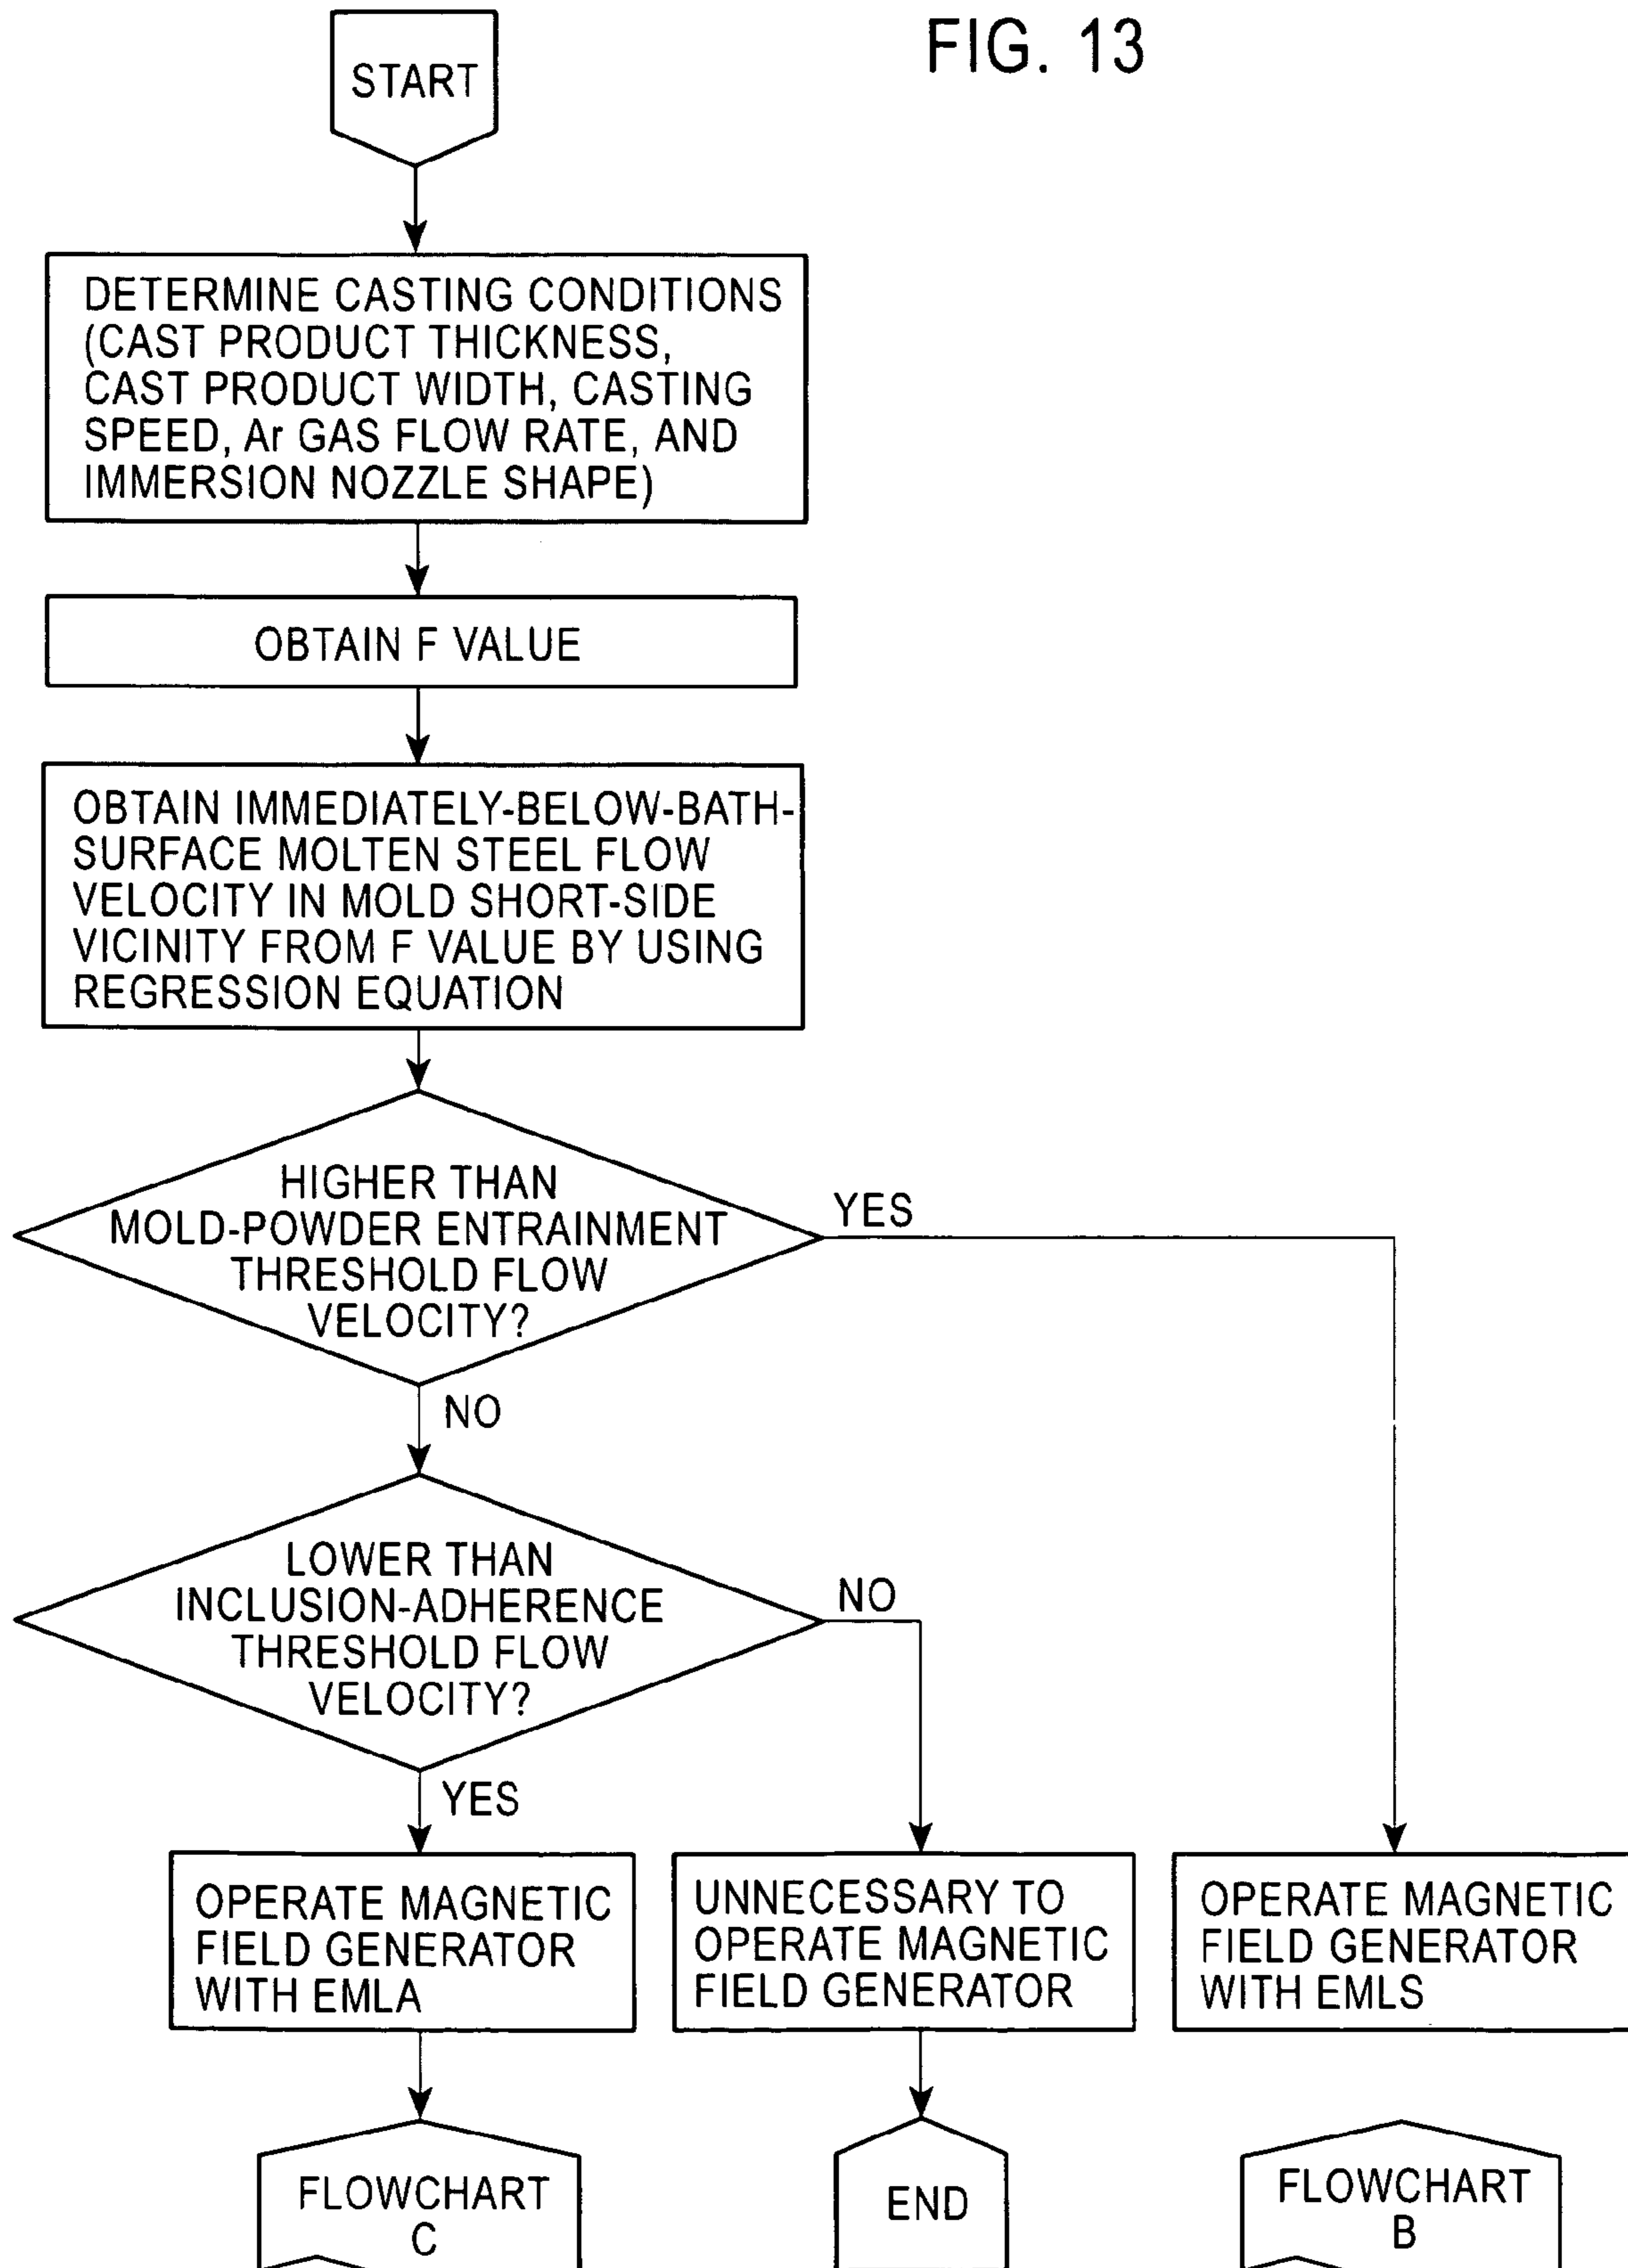 FIG. 13
START
DETERMINE CASTING CONDITIONS
(CAST PRODUCT THICKNESS,
CAST PRODUCT WIDTH, CASTING
SPEED, Ar GAS FLOW RATE, AND
IMMERSION NOZZLE SHAPE)
OBTAIN F VALUE
OBTAIN IMMEDIATELY-BELOW-BATH-
SURFACE MOLTEN STEEL FLOW
VELOCITY IN MOLD SHORT-SIDE
VICINITY FROM F VALUE BY USING
REGRESSION EQUATION
HIGHER THAN
MOLD-POWDER ENTRAINMENT
THRESHOLD FLOW
VELOCITY?
YES
NO
LOWER THAN
INCLUSION-ADHERENCE
THRESHOLD FLOW
VELOCITY?
NO
YES
OPERATE MAGNETIC
FIELD GENERATOR
WITH EMLA
UNNECESSARY TO
OPERATE MAGNETIC
FIELD GENERATOR
OPERATE MAGNETIC
FIELD GENERATOR
WITH EMLS
FLOWCHART
C
END
FLOWCHART
B